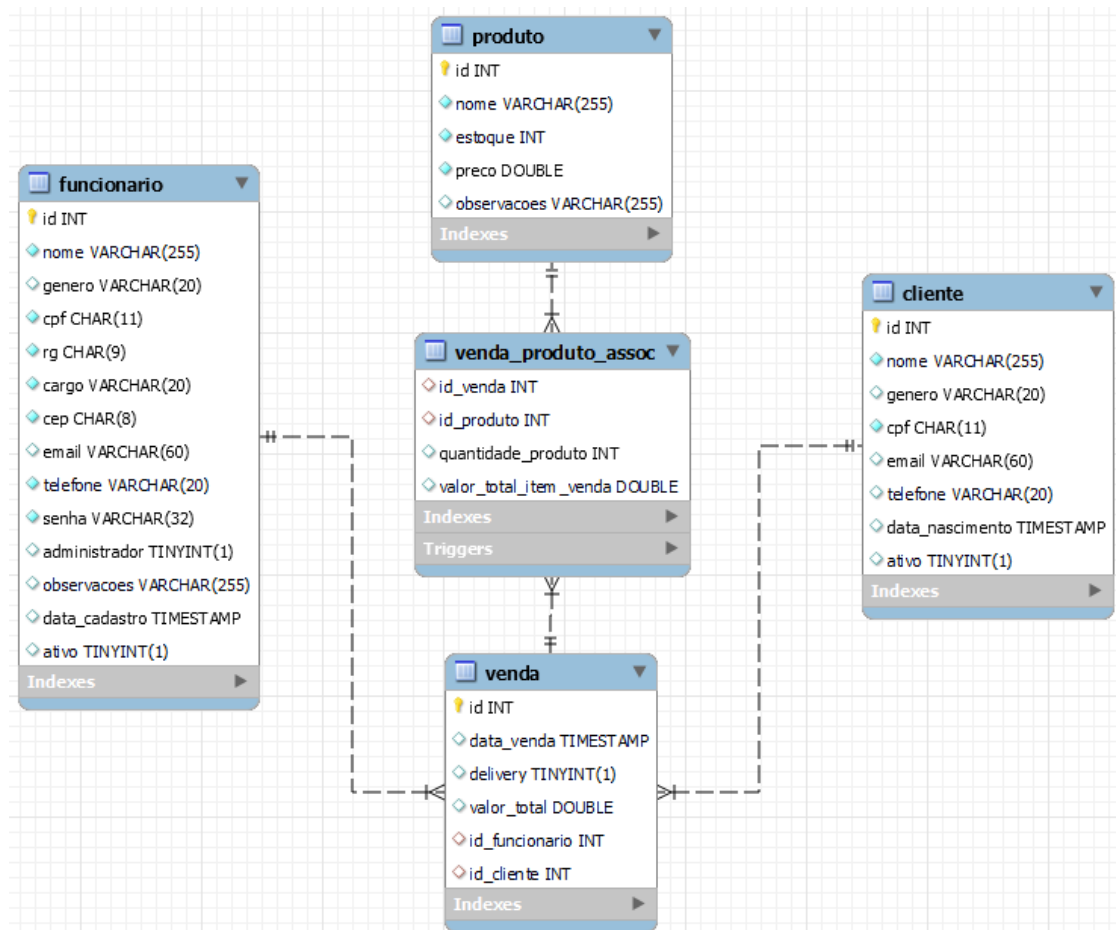 produto
id INT
nome VARCHAR(255)
estoque INT
preco DOUBLE
observacoes VARCHAR(255)
Indexes
funcionario
id INT
nome VARCHAR(255)
genero VARCHAR(20)
cpf CHAR(11)
rg CHAR(9)
cargo VARCHAR(20)
cep CHAR(8)
email VARCHAR(60)
telefone VARCHAR(20)
senha VARCHAR(32)
administrador TINYINT(1)
observacoes VARCHAR(255)
data_cadastro TIMESTAMP
ativo TINYINT(1)
Indexes
venda_produto_assoc
id_venda INT
id_produto INT
quantidade_produto INT
valor_total_item_venda DOUBLE
Indexes
Triggers
cliente
id INT
nome VARCHAR(255)
genero VARCHAR(20)
cpf CHAR(11)
email VARCHAR(60)
telefone VARCHAR(20)
data_nascimento TIMESTAMP
ativo TINYINT(1)
Indexes
venda
id INT
data_venda TIMESTAMP
delivery TINYINT(1)
valor_total DOUBLE
id_funcionario INT
id_cliente INT
Indexes